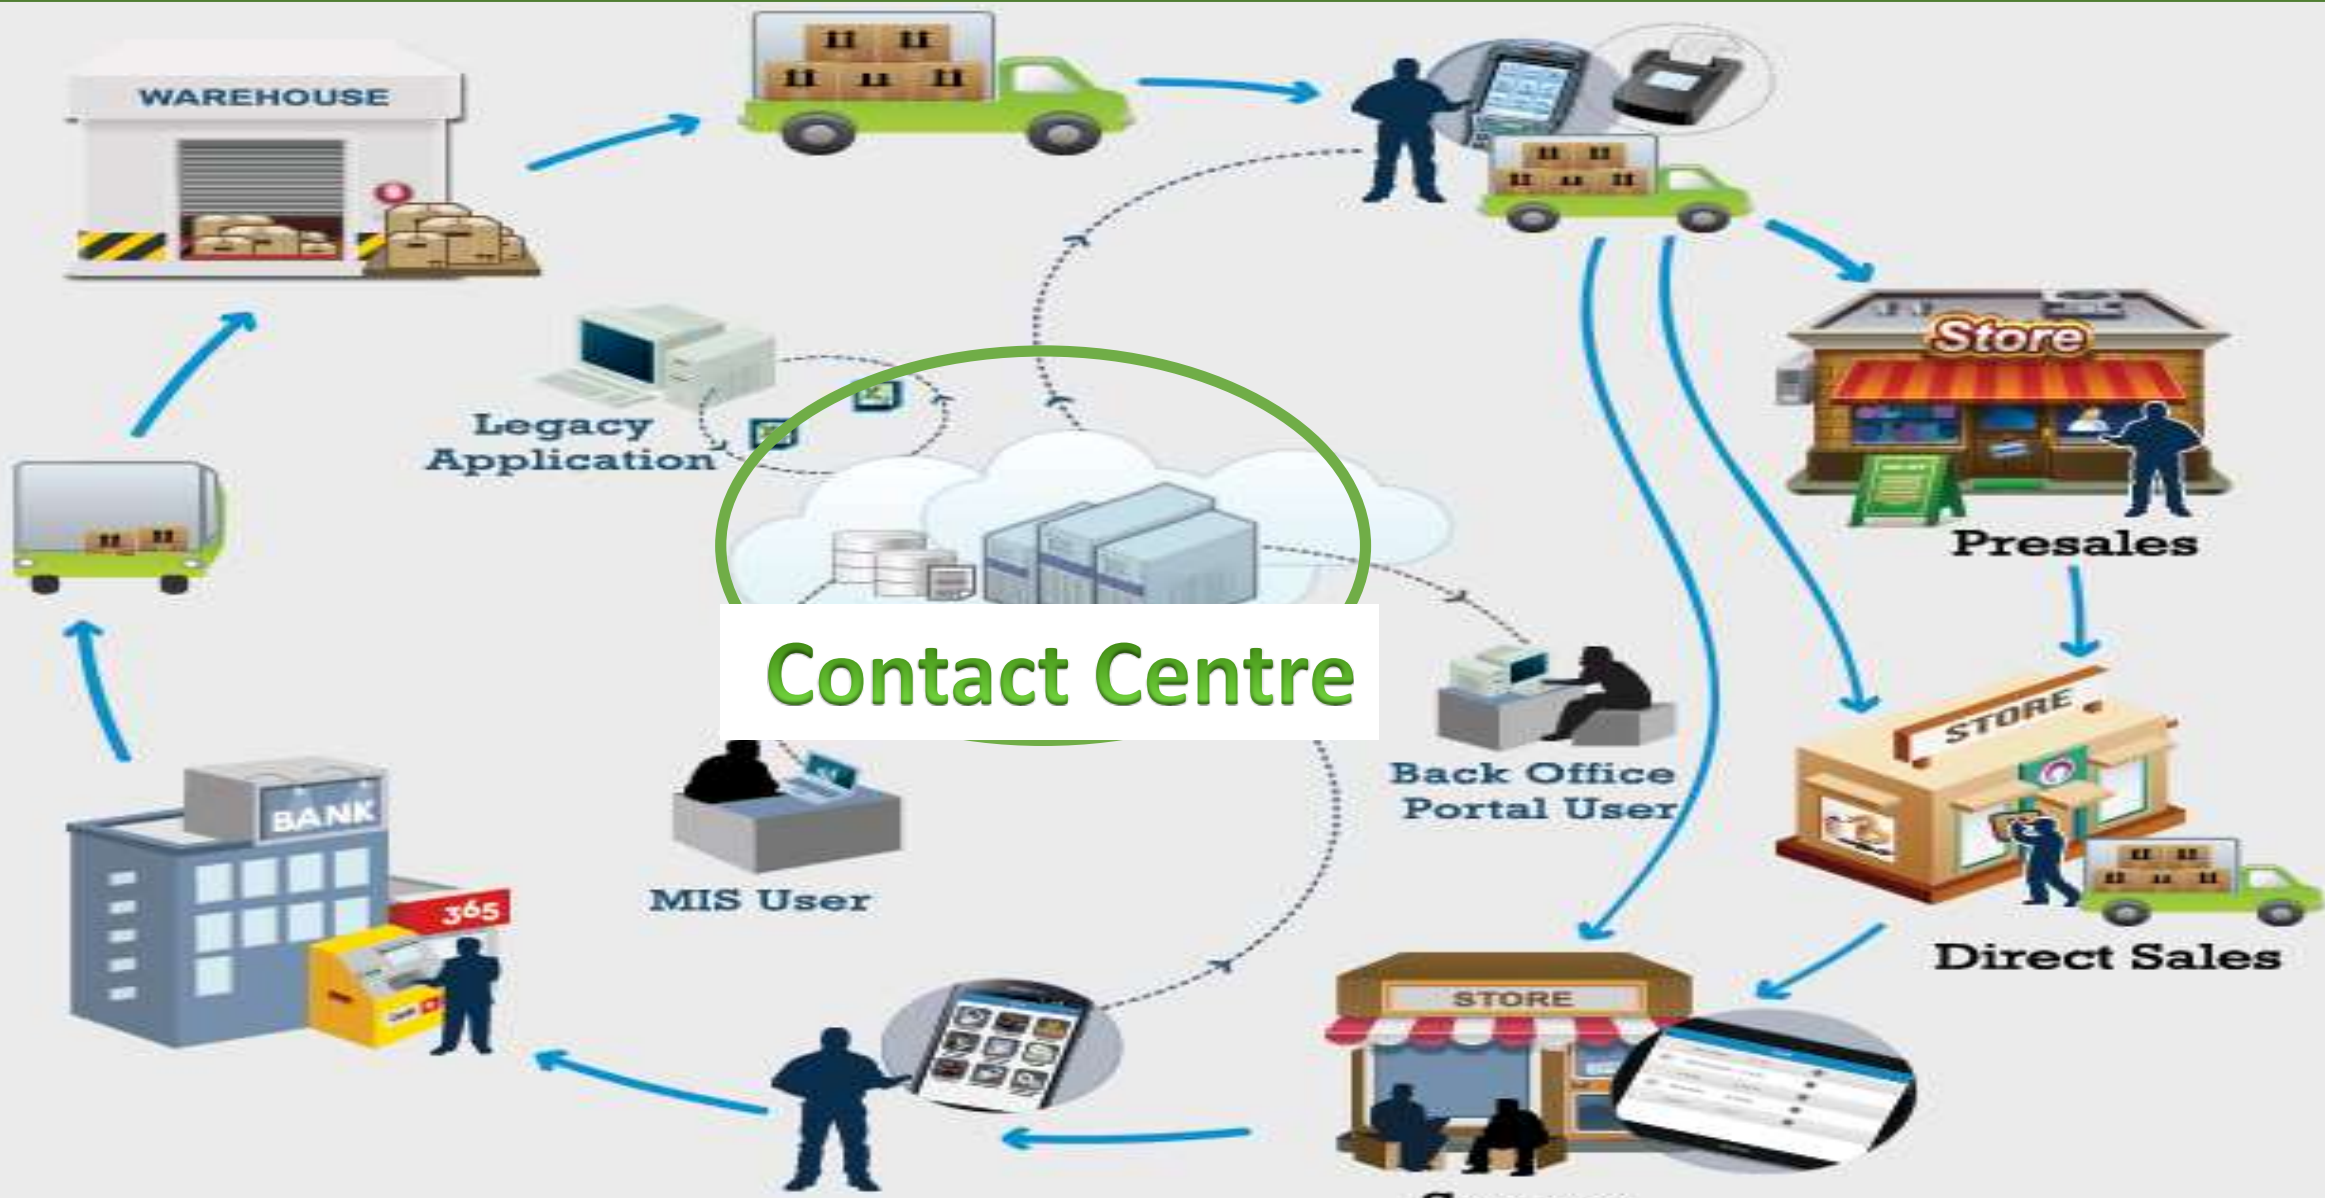 WAREHOUSE
Store
Legacy
Application
Presales
Contact Centre
STORE
Back Office
Portal User
BANK
MIS User
365
Direct Sales
STORE